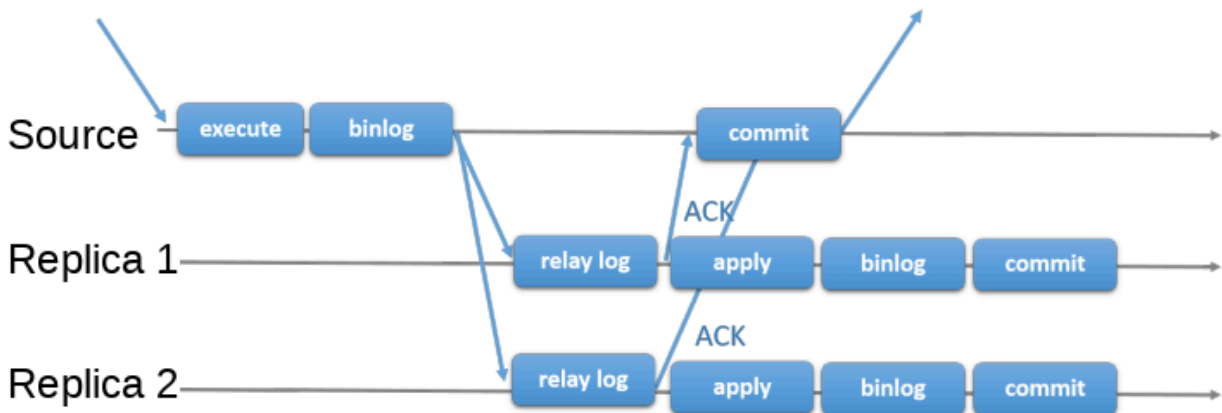 Source execute binlog commit
ACK
Replica 1 relay log apply binlog commit
ACK
Replica 2 relay log apply binlog commit